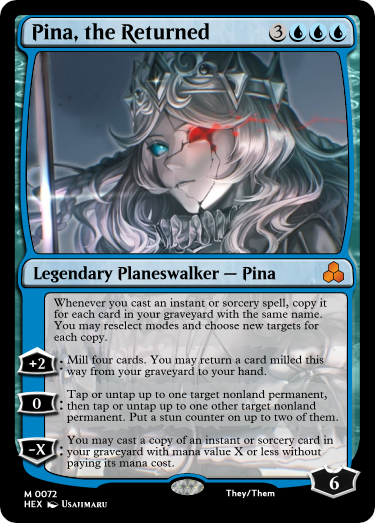 Pina, the Returned 3
Legendary Planeswalker — Pina
Whenever you cast an instant or sorcery spell, copy it
for each card in your graveyard with the same name.
You may reselect modes and choose new targets for
each copy.
+2: Mill four cards. You may return a card milled this
way from your graveyard to your hand.
0: Tap or untap up to one target nonland permanent,
then tap or untap up to one other target nonland
permanent. Put a stun counter on up to two of them.
-X: You may cast a copy of an instant or sorcery card in
your graveyard with mana value X or less without
paying its mana cost.
6
M 0072
HEX Usajimaru
They/Them